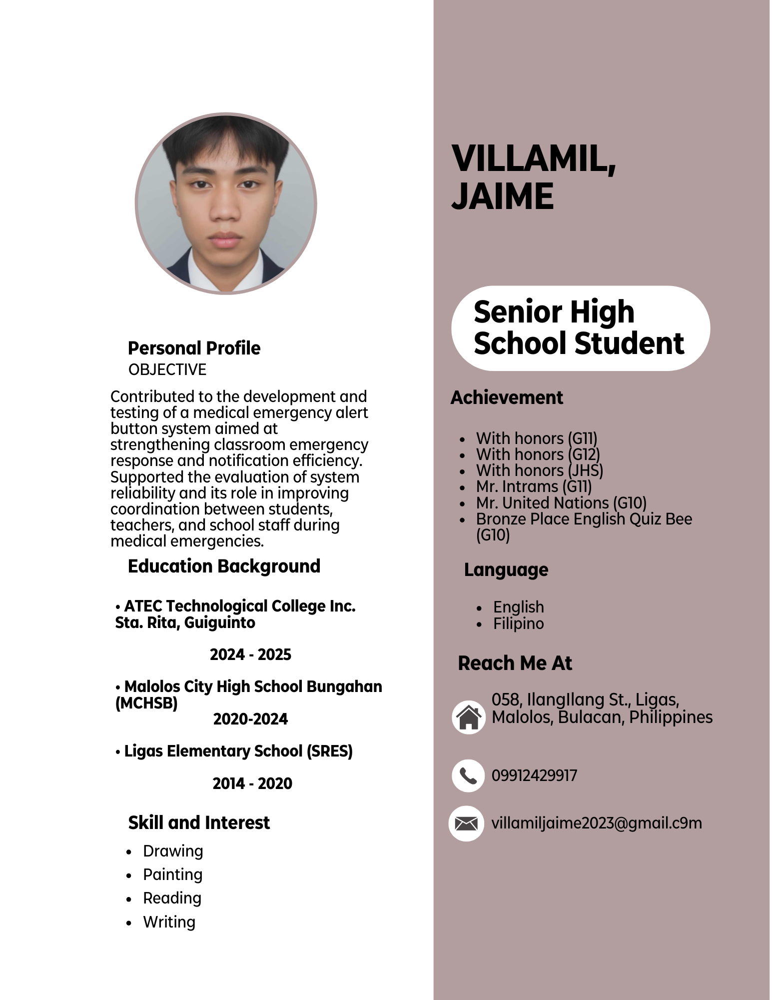 VILLAMIL,
JAIME
Senior High
School Student
Personal Profile
OBJECTIVE
Contributed to the development and
testing of a medical emergency alert
button system aimed at
strengthening classroom emergency
response and notification efficiency.
Supported the evaluation of system
reliability and its role in improving
coordination between students,
teachers, and school staff during
medical emergencies.
Education Background
• ATEC Technological College Inc.
Sta. Rita, Guiguinto
2024 - 2025
• Malolos City High School Bungahan
(MCHSB)
2020-2024
• Ligas Elementary School (SRES)
2014 - 2020
Skill and Interest
• Drawing
• Painting
• Reading
• Writing
Achievement
• With honors (G11)
• With honors (G12)
• With honors (JHS)
• Mr. Intrams (G11)
• Mr. United Nations (G10)
• Bronze Place English Quiz Bee
(G10)
Language
• English
• Filipino
Reach Me At
058, IlangIlang St., Ligas,
Malolos, Bulacan, Philippines
09912429917
villamiljaime2023@gmail.c9m